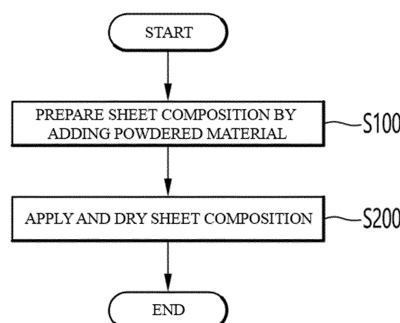 START
PREPARE SHEET COMPOSITION BY
ADDING POWDERED MATERIAL
S100
APPLY AND DRY SHEET COMPOSITION
S200
END